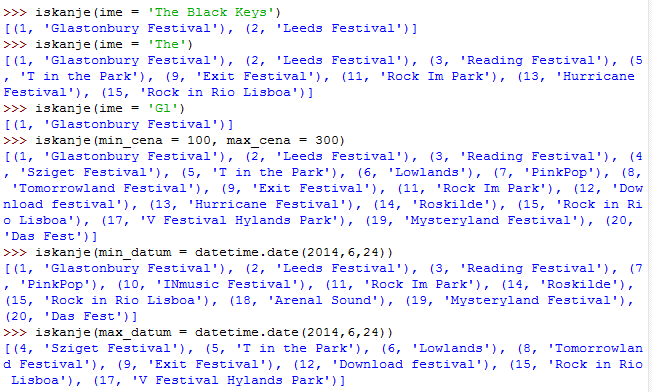 >>> iskanje(ime = 'The Black Keys')
[(1, 'Glastonbury Festival'), (2, 'Leeds Festival')]
>>> iskanje(ime = 'The')
[(1, 'Glastonbury Festival'), (2, 'Leeds Festival'), (3, 'Reading Festival'), (5
, 'T in the Park'), (9, 'Exit Festival'), (11, 'Rock Im Park'), (13, 'Hurricane
Festival'), (15, 'Rock in Rio Lisboa')]
>>> iskanje(ime = 'Gl')
[(1, 'Glastonbury Festival')]
>>> iskanje(min_cena = 100, max_cena = 300)
[(1, 'Glastonbury Festival'), (2, 'Leeds Festival'), (3, 'Reading Festival'), (4
, 'Sziget Festival'), (5, 'T in the Park'), (6, 'Lowlands'), (7, 'PinkPop'), (8,
 'Tomorrowland Festival'), (9, 'Exit Festival'), (11, 'Rock Im Park'), (12, 'Dow
nload festival'), (13, 'Hurricane Festival'), (14, 'Roskilde'), (15, 'Rock in Ri
o Lisboa'), (17, 'V Festival Hylands Park'), (19, 'Mysteryland Festival'), (20,
'Das Fest')]
>>> iskanje(min_datum = datetime.date(2014,6,24))
[(1, 'Glastonbury Festival'), (2, 'Leeds Festival'), (3, 'Reading Festival'), (7
, 'PinkPop'), (10, 'INmusic Festival'), (11, 'Rock Im Park'), (14, 'Roskilde'),
(15, 'Rock in Rio Lisboa'), (18, 'Arenal Sound'), (19, 'Mysteryland Festival'),
(20, 'Das Fest')]
>>> iskanje(max_datum = datetime.date(2014,6,24))
[(4, 'Sziget Festival'), (5, 'T in the Park'), (6, 'Lowlands'), (8, 'Tomorrowlan
d Festival'), (9, 'Exit Festival'), (12, 'Download festival'), (15, 'Rock in Rio
 Lisboa'), (17, 'V Festival Hylands Park')]